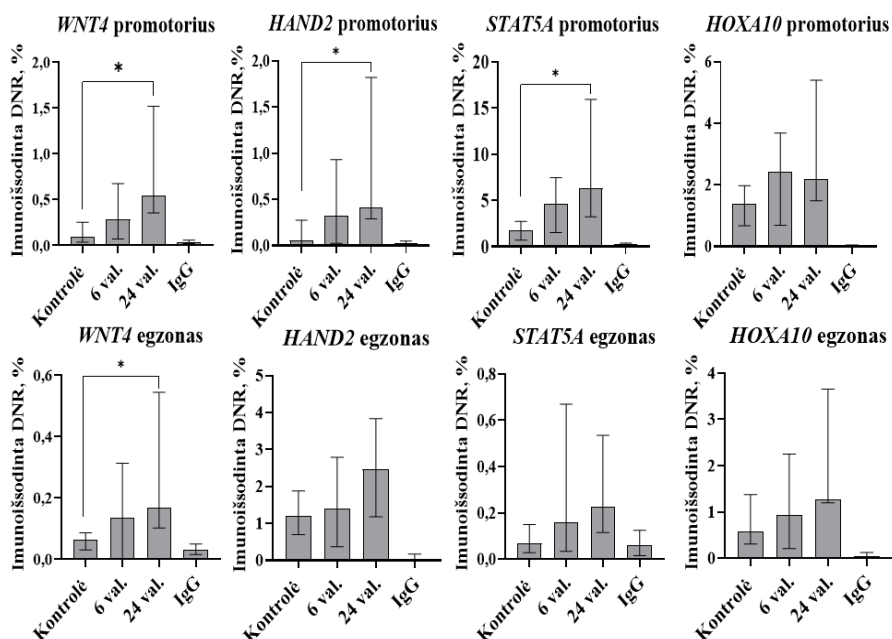 WNT4 promotorius
Imunoišsodinta DNR, %
2,0
1,5
1,0
0,5
0,0
*
Kontrolė
6 val.
24 val.
IgG
HAND2 promotorius
Imunoišsodinta DNR, %
2,0
1,5
1,0
0,5
0,0
*
Kontrolė
6 val.
24 val.
IgG
STAT5A promotorius
Imunoišsodinta DNR, %
20
15
10
5
0
*
Kontrolė
6 val.
24 val.
IgG
HOXA10 promotorius
Imunoišsodinta DNR, %
6
4
2
0
Kontrolė
6 val.
24 val.
IgG
WNT4 egzonas
Imunoišsodinta DNR, %
0,6
0,4
0,2
0,0
*
Kontrolė
6 val.
24 val.
IgG
HAND2 egzonas
Imunoišsodinta DNR, %
5
4
3
2
1
0
Kontrolė
6 val.
24 val.
IgG
STAT5A egzonas
Imunoišsodinta DNR, %
0,8
0,6
0,4
0,2
0,0
Kontrolė
6 val.
24 val.
IgG
HOXA10 egzonas
Imunoišsodinta DNR, %
4
3
2
1
0
Kontrolė
6 val.
24 val.
IgG